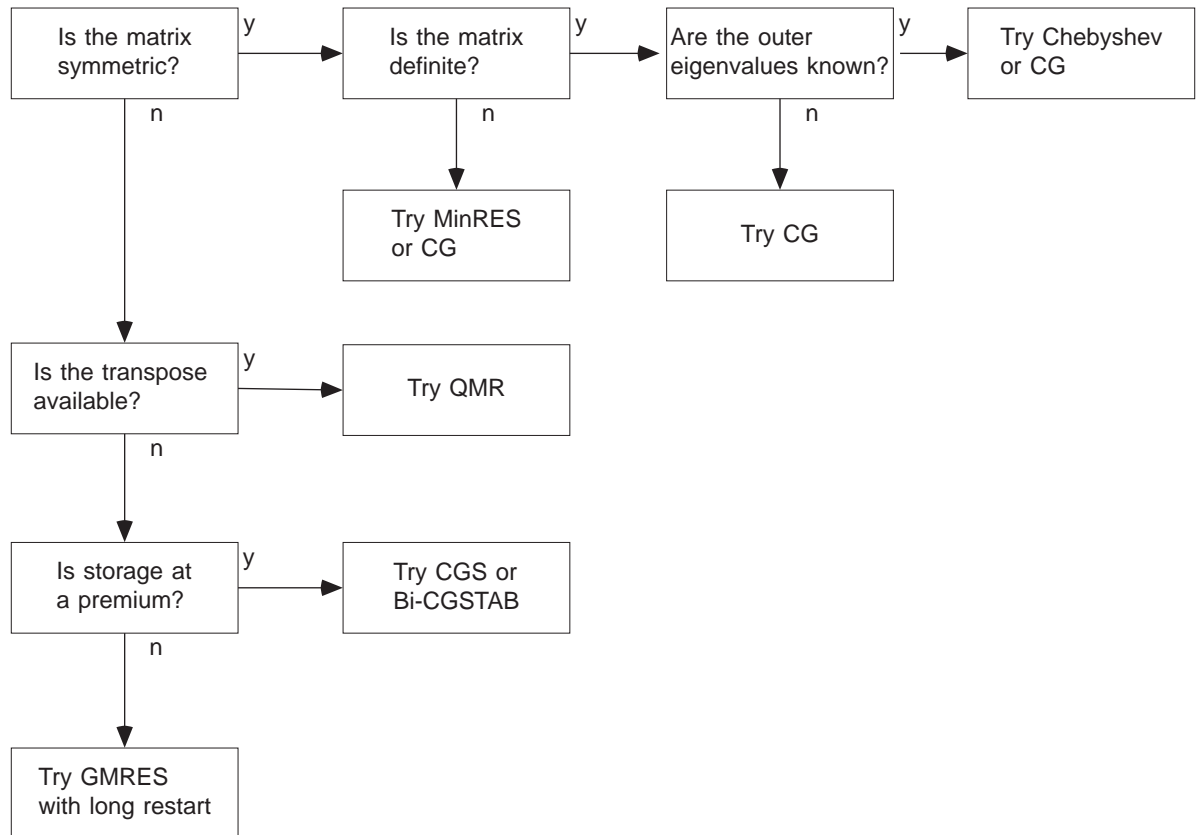 Is the matrix
symmetric?
y
n
Is the matrix
definite?
y
n
Are the outer
eigenvalues known?
y
n
Try Chebyshev
or CG
Try MinRES
or CG
Try CG
Is the transpose
available?
y
n
Try QMR
Is storage at
a premium?
y
n
Try CGS or
Bi-CGSTAB
Try GMRES
with long restart